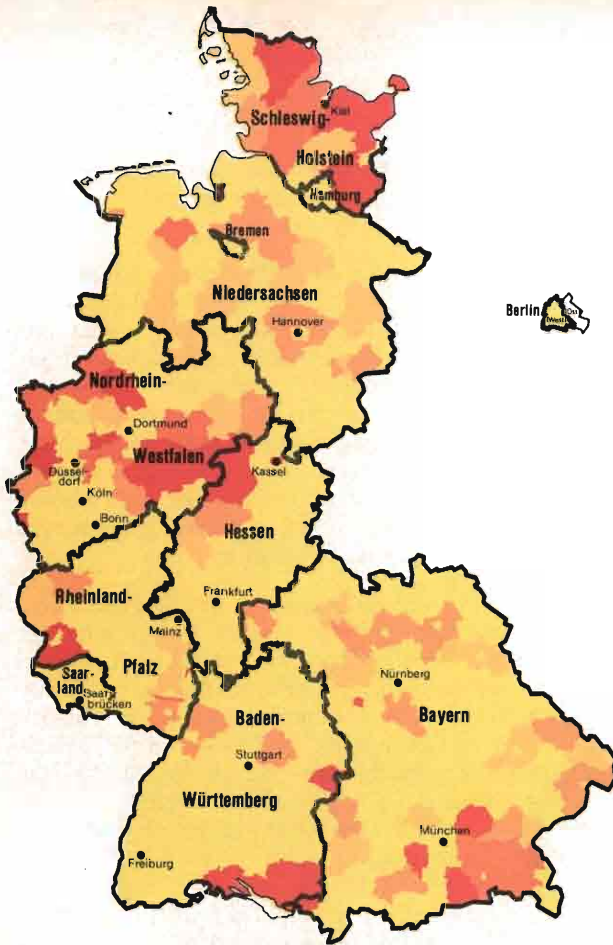 Kiel
Schleswig-
Holstein
Hamburg
Bremen
Niedersachsen
Hannover
Berlin
West
Ost
Nordrhein-
Dortmund
Westfalen
Düssel-
dorf
Kassel
Köln
Bonn
Hessen
Rheinland-
Frankfurt
Mainz
Pfalz
Saar-
land
Saar-
brücken
Nürnberg
Baden-
Bayern
Stuttgart
Württemberg
München
Freiburg